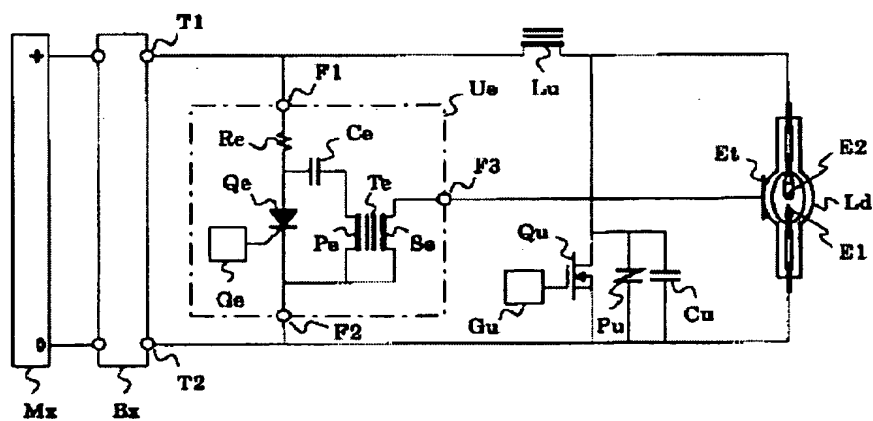 T1
+
F1
Ue
Lu
Re
Ce
E2
Et
F3
Qe
Te
Ld
Pe
Se
Qu
E1
Ge
Gu
Pu
Cu
F2
T2
Mx
Bx